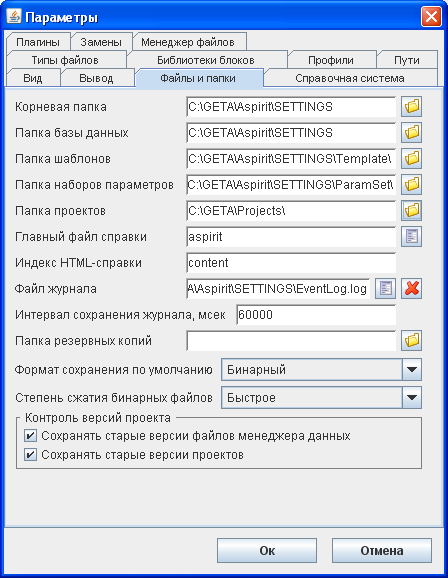 Параметры
Плагины Замены Менеджер файлов
Типы файлов Библиотеки блоков Профили Пути
Вид Вывод Файлы и папки Справочная система
Корневая папка C:\GETA\Aspirit\SETTINGS
Папка базы данных C:\GETA\Aspirit\SETTINGS
Папка шаблонов C:\GETA\Aspirit\SETTINGS\Template\
Папка наборов параметров C:\GETA\Aspirit\SETTINGS\ParamSet\
Папка проектов C:\GETA\Projects\
Главный файл справки aspirit
Индекс HTML-справки content
Файл журнала A\Aspirit\SETTINGS\EventLog.log
Интервал сохранения журнала, мсек 60000
Папка резервных копий
Формат сохранения по умолчанию Бинарный
Степень сжатия бинарных файлов Быстрое
Контроль версий проекта
Сохранять старые версии файлов менеджера данных
Сохранять старые версии проектов
Ок Отмена